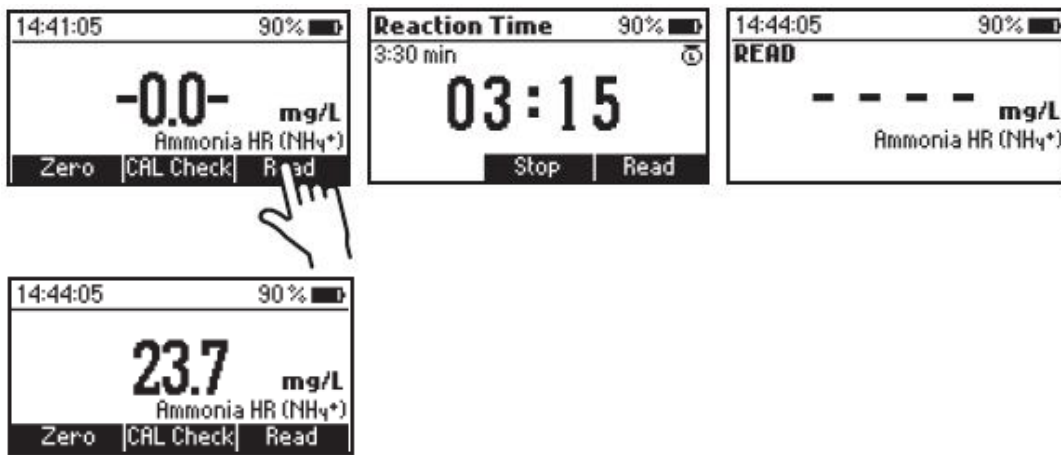 14:41:05 90%
-0.0- mg/L
Ammonia HR (NH₄⁺)
Zero CAL Check Read
Reaction Time 90%
3:30 min
03:15
Stop Read
14:44:05 90%
READ
- - - - mg/L
Ammonia HR (NH₄⁺)
14:44:05 90%
23.7 mg/L
Ammonia HR (NH₄⁺)
Zero CAL Check Read